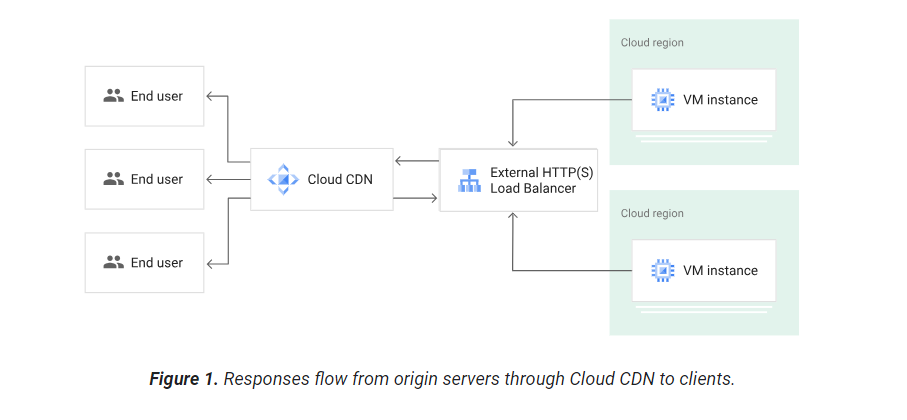 Cloud region
VM instance
End user
End user
End user
Cloud CDN
External HTTP(S)
Load Balancer
Cloud region
VM instance
Figure 1. Responses flow from origin servers through Cloud CDN to clients.